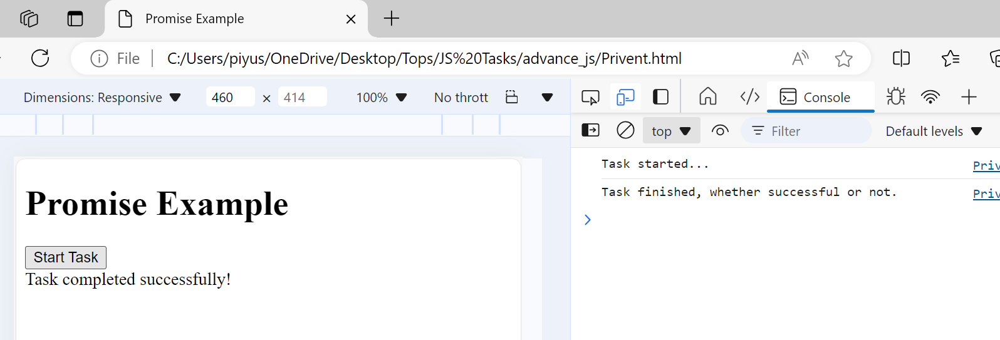 Promise Example
File C:/Users/piyus/OneDrive/Desktop/Tops/JS%20Tasks/advance_js/Privent.html
Dimensions: Responsive 460 × 414 100% No thrott
Console
top Filter Default levels
Task started... Priv
Task finished, whether successful or not. Priv
Promise Example
Start Task
Task completed successfully!